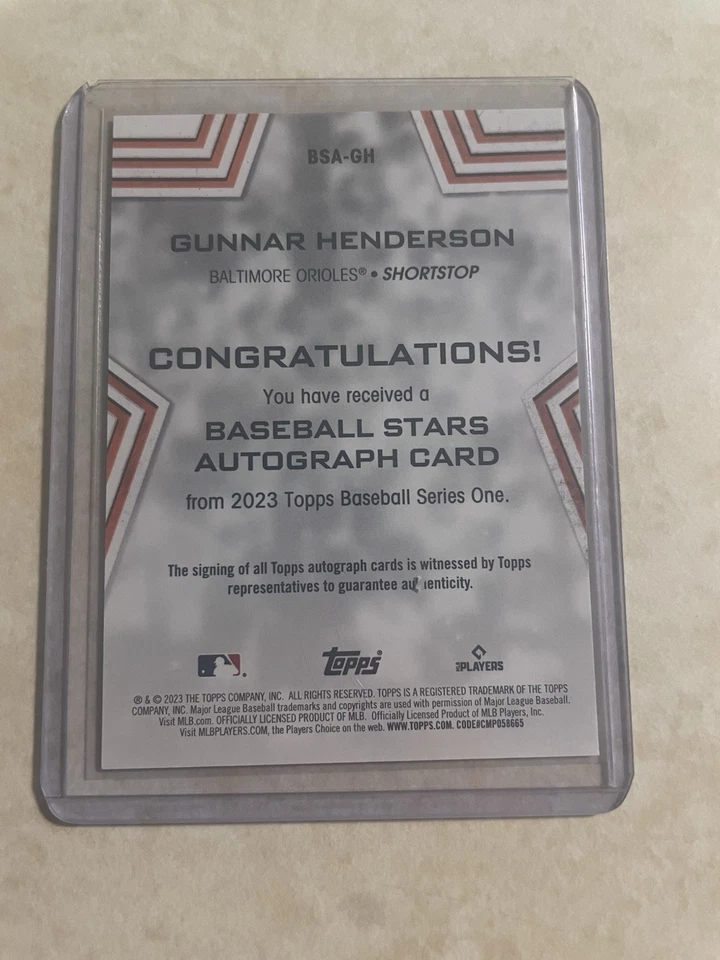 BSA-GH
GUNNAR HENDERSON
BALTIMORE ORIOLES® • SHORTSTOP
CONGRATULATIONS!
You have received a
BASEBALL STARS
AUTOGRAPH CARD
from 2023 Topps Baseball Series One.
The signing of all Topps autograph cards is witnessed by Topps
representatives to guarantee authenticity.
Topps
PLAYERS
® & © 2023 THE TOPPS COMPANY, INC. ALL RIGHTS RESERVED. TOPPS IS A REGISTERED TRADEMARK OF THE TOPPS
COMPANY, INC. Major League Baseball trademarks and copyrights are used with permission of Major League Baseball.
Visit MLB.com. OFFICIALLY LICENSED PRODUCT OF MLB. Officially Licensed Product of MLB Players, Inc.
Visit MLBPLAYERS.COM, the Players Choice on the web. WWW.TOPPS.COM. CODE#CMP058665